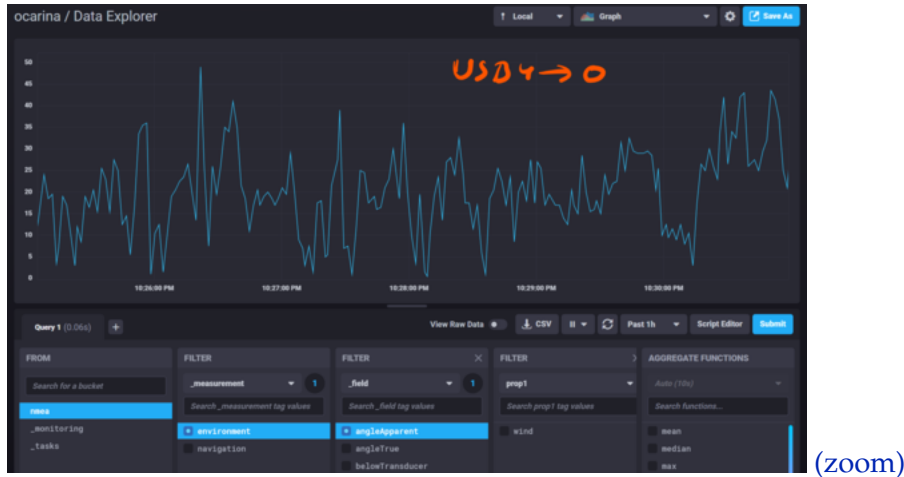 ocarina / Data Explorer
Local Graph Save As
USB4→0
50
45
40
35
30
25
20
15
10
5
0
10:26:00 PM 10:27:00 PM 10:28:00 PM 10:29:00 PM 10:30:00 PM
Query 1 (0.06s) + View Raw Data CSV Past 1h Script Editor Submit
FROM FILTER FILTER × FILTER AGGREGATE FUNCTIONS
Search for a bucket _measurement 1 _field 1 prop1 Auto (10s)
nmea Search _measurement tag values Search _field tag values Search prop1 tag values Search functions...
_monitoring environment angleApparent wind mean
_tasks navigation angleTrue median
belowTransducer max
(zoom)